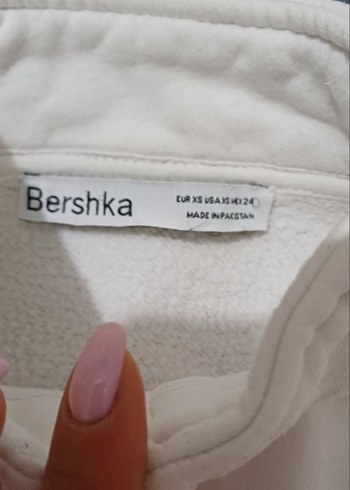 Bershka
EUR XS USA XS MEX 24
MADE IN PAKISTAN